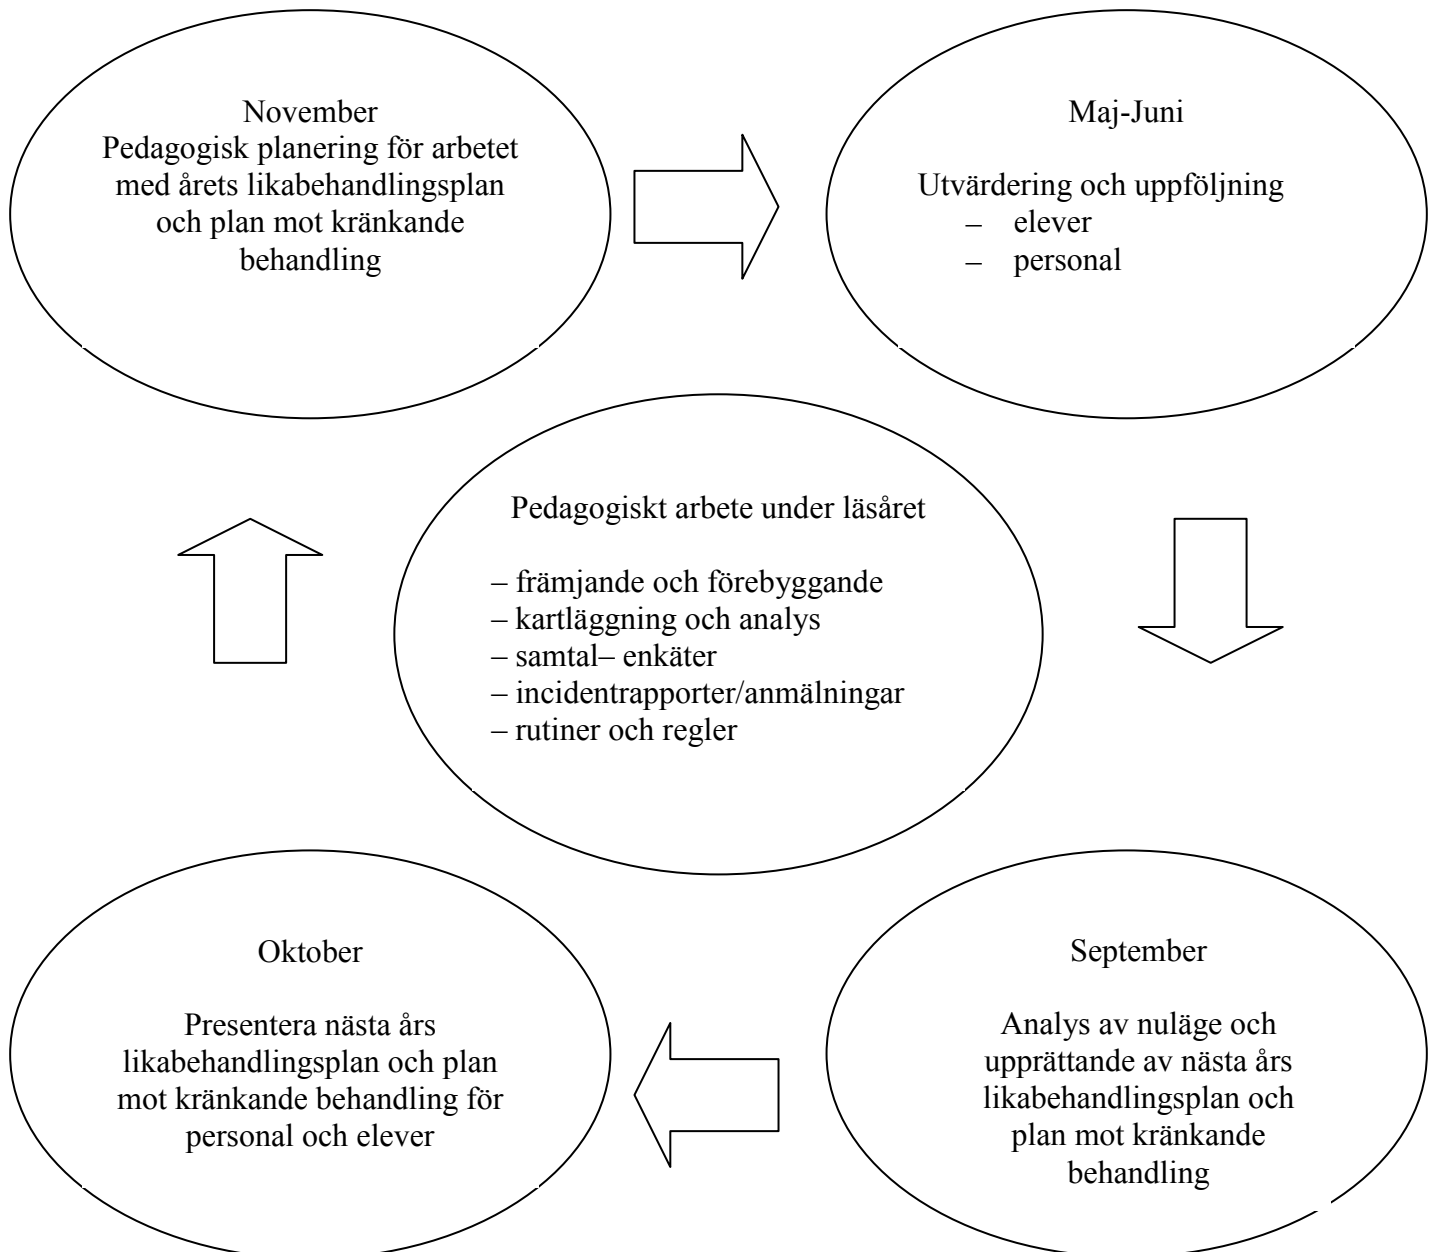 November
Pedagogisk planering för arbetet
med årets likabehandlingsplan
och plan mot kränkande
behandling
Maj-Juni
Utvärdering och uppföljning
– elever
– personal
Pedagogiskt arbete under läsåret
– främjande och förebyggande
– kartläggning och analys
– samtal– enkäter
– incidentrapporter/anmälningar
– rutiner och regler
Oktober
Presentera nästa års
likabehandlingsplan och plan
mot kränkande behandling för
personal och elever
September
Analys av nuläge och
upprättande av nästa års
likabehandlingsplan och
plan mot kränkande
behandling